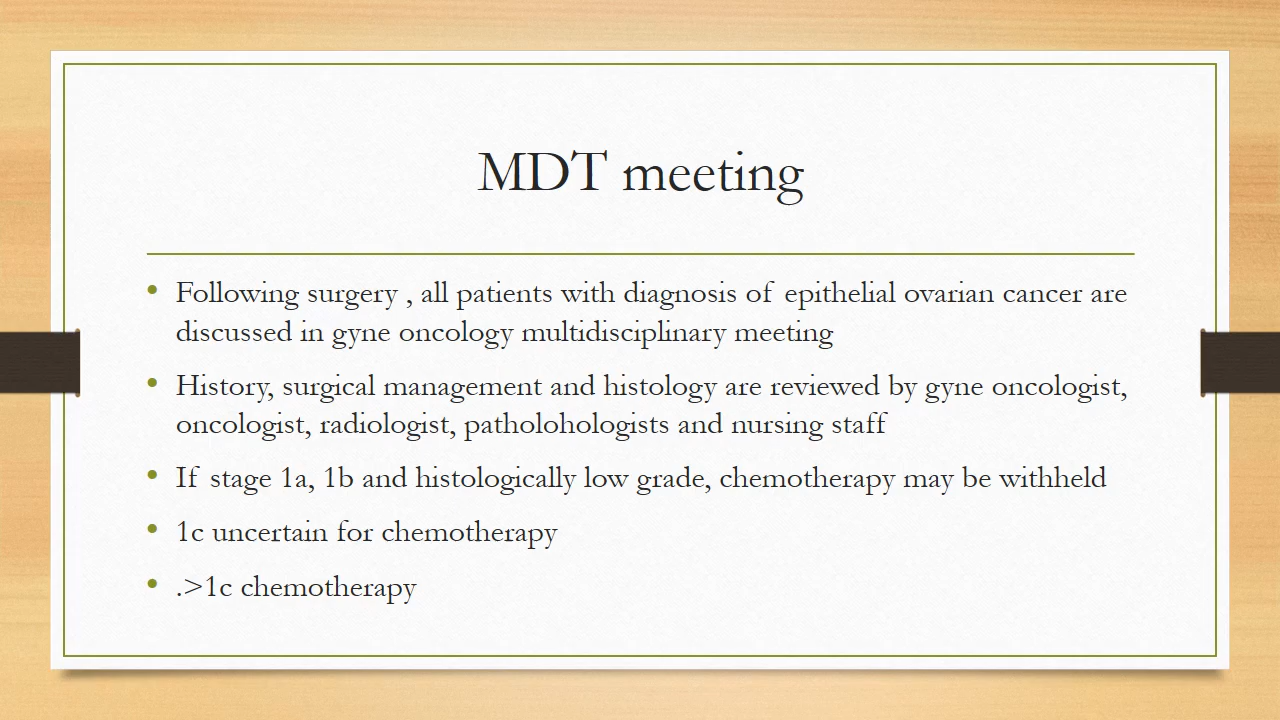 MDT meeting
• Following surgery , all patients with diagnosis of epithelial ovarian cancer are
discussed in gyne oncology multidisciplinary meeting
• History, surgical management and histology are reviewed by gyne oncologist,
oncologist, radiologist, patholohologists and nursing staff
• If stage 1a, 1b and histologically low grade, chemotherapy may be withheld
• 1c uncertain for chemotherapy
• .>1c chemotherapy